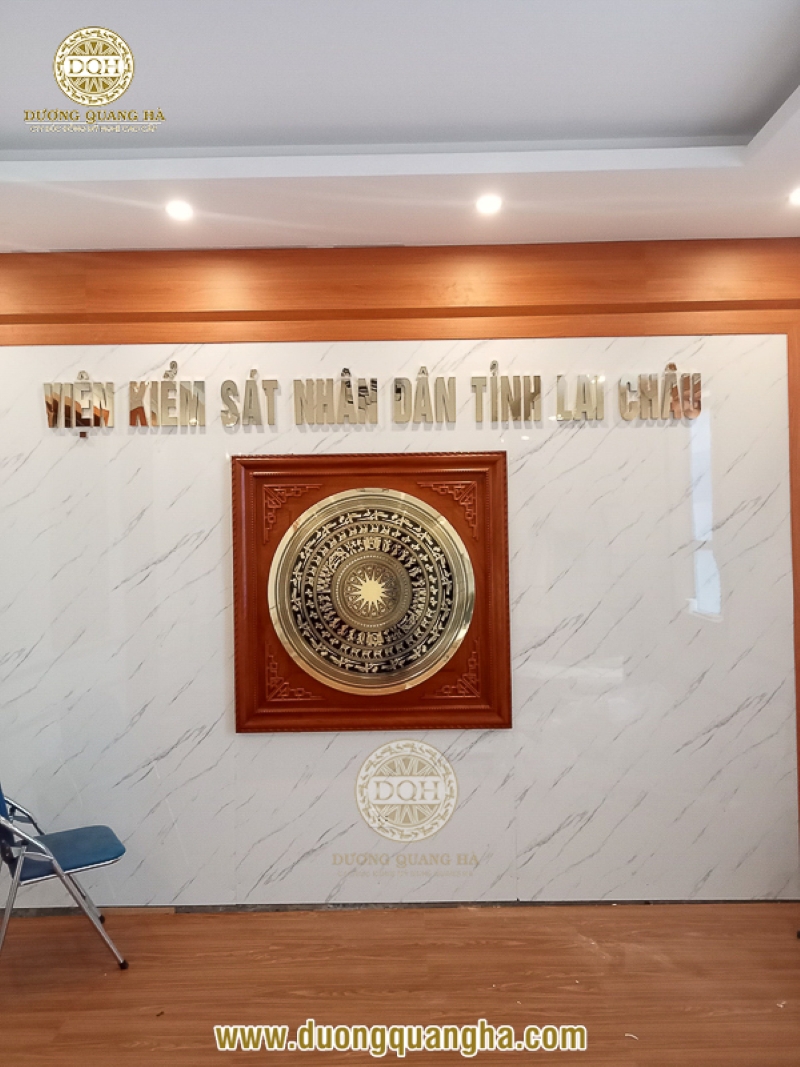 DQH
DƯƠNG QUANG HÀ
VIỆN KIỂM SÁT NHÂN DÂN TỈNH LAI CHÂU
DQH
DƯƠNG QUANG HÀ
www.duongquangha.com